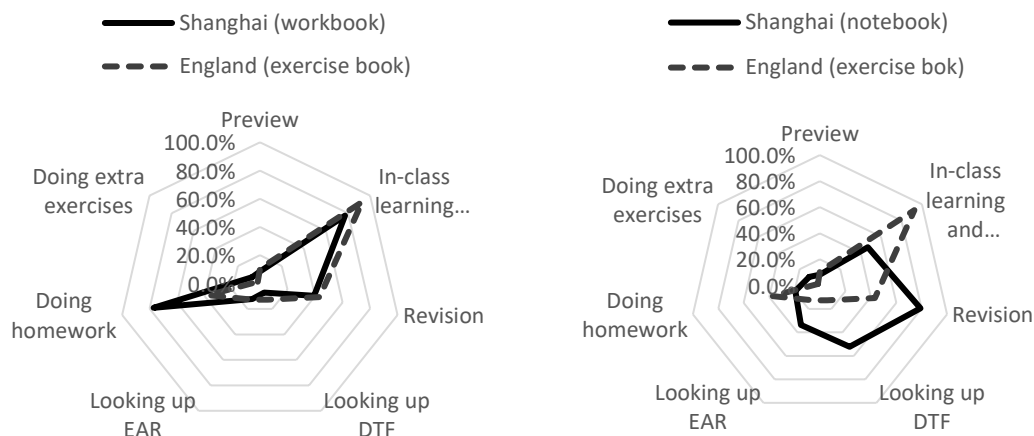 Shanghai (workbook)
England (exercise book)
Preview
100.0%
80.0%
60.0%
40.0%
20.0%
0.0%
In-class
learning...
Revision
Looking up
DTF
Looking up
EAR
Doing
homework
Doing extra
exercises
Shanghai (notebook)
England (exercise bok)
Preview
100.0%
80.0%
60.0%
40.0%
20.0%
0.0%
In-class
learning
and...
Revision
Looking up
DTF
Looking up
EAR
Doing
homework
Doing extra
exercises